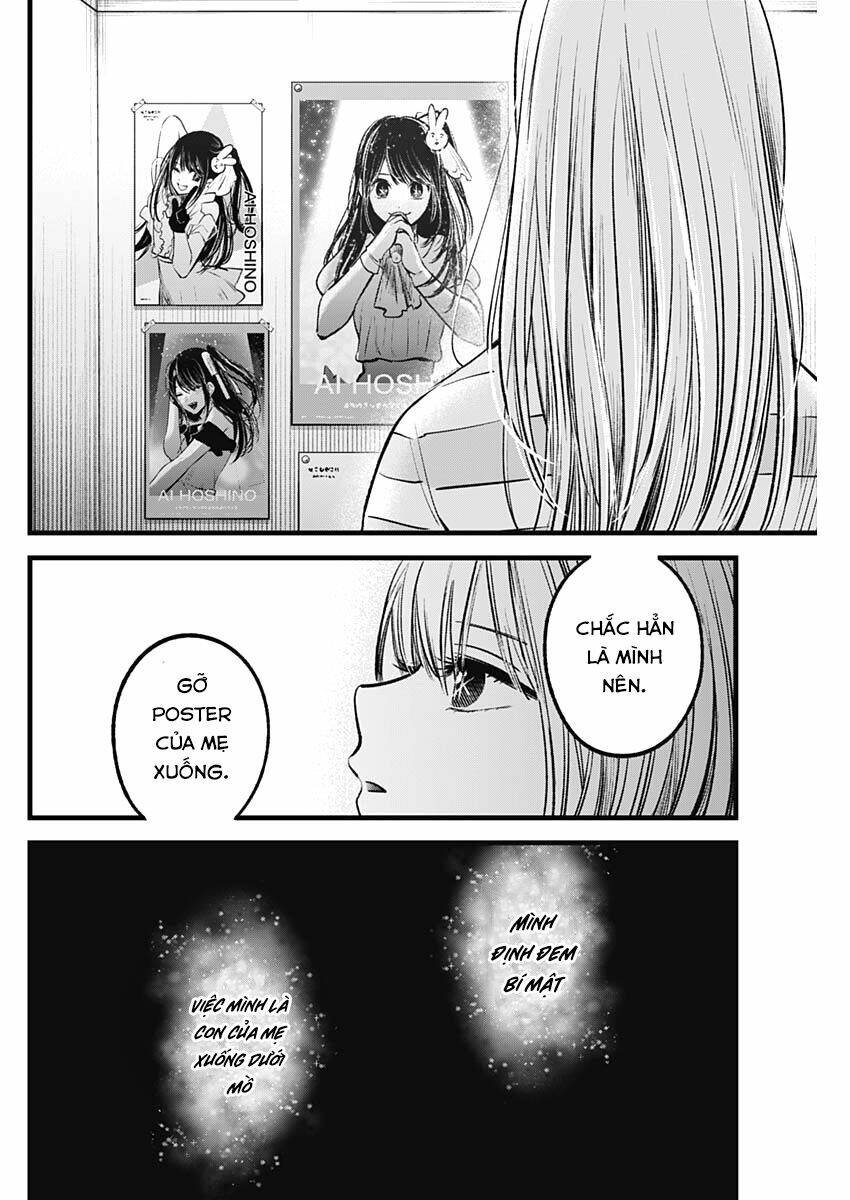 AI HOSHINO
AI HOSHINO
AI HOSHINO
CHẮC HẲN
LÀ MÌNH
NÊN.
GỠ
POSTER
CỦA MẸ
XUỐNG.
MÌNH
ĐỊNH ĐEM
BÍ MẬT
VIỆC MÌNH LÀ
CON CỦA MẸ
XUỐNG DƯỚI
MỒ